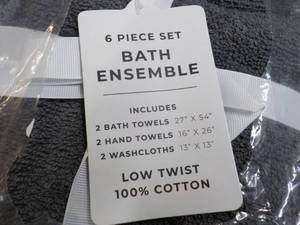 6 PIECE SET
BATH
ENSEMBLE
INCLUDES
2 BATH TOWELS 27" X 54"
2 HAND TOWELS 16" X 26"
2 WASHCLOTHS 13" X 13"
LOW TWIST
100% COTTON